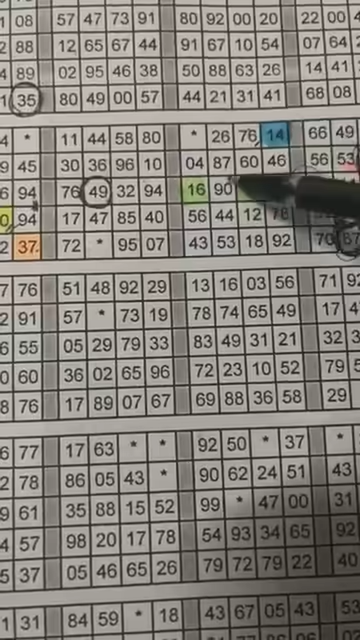 1 08 57 47 73 91 80 92 00 20 22 00 4
2 88 12 65 67 44 91 67 10 54 07 64
4 89 02 95 46 38 50 88 63 26 14 41
1 35 80 49 00 57 44 21 31 41 68 08
4 * 11 44 58 80 * 26 76 14 66 49
9 45 30 36 96 10 04 87 60 46 56 53
6 94 76 49 32 94 16 90
0 94 17 47 85 40 56 44 12 78
2 37 72 * 95 07 43 53 18 92 70 67
7 76 51 48 92 29 13 16 03 56 71 9
2 91 57 * 73 19 78 74 65 49 17 4
6 55 05 29 79 33 83 49 31 21 32 3
0 60 36 02 65 96 72 23 10 52 79
8 76 17 89 07 67 69 88 36 58 29
6 77 17 63 * * 92 50 * 37 *
2 78 86 05 43 * 90 62 24 51 43
9 61 35 88 15 52 99 * 47 00 31
4 57 98 20 17 78 54 93 34 65 92
5 37 05 46 65 26 79 72 79 22 40
1 31 84 59 * 18 43 67 05 43 53